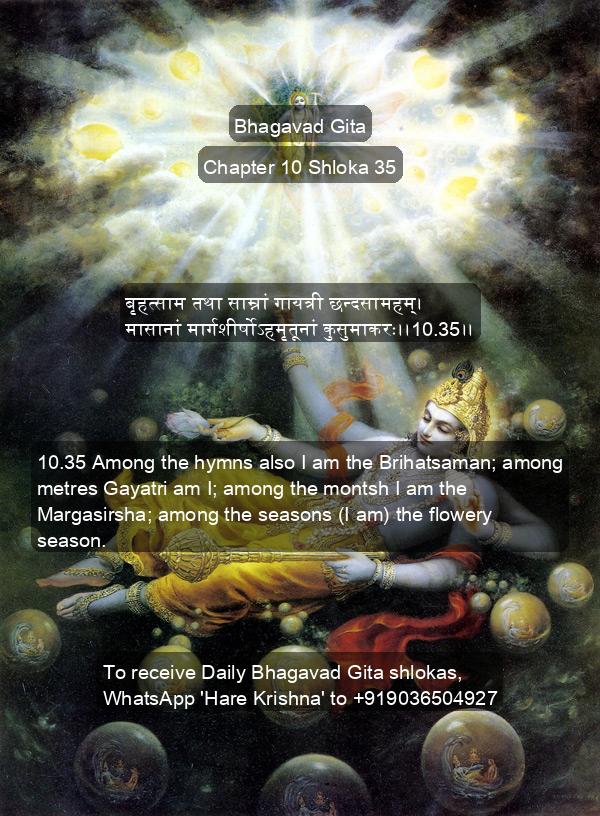 Bhagavad Gita
Chapter 10 Shloka 35
बृहत्साम तथा साम्नां गायत्री छन्दसामहम्।
मासानां मार्गशीर्षोऽहमृतूनां कुसुमाकरः।।10.35।।
10.35 Among the hymns also I am the Brihatsaman; among
metres Gayatri am I; among the montsh I am the
Margasirsha; among the seasons (I am) the flowery
season.
To receive Daily Bhagavad Gita shlokas,
WhatsApp 'Hare Krishna' to +919036504927